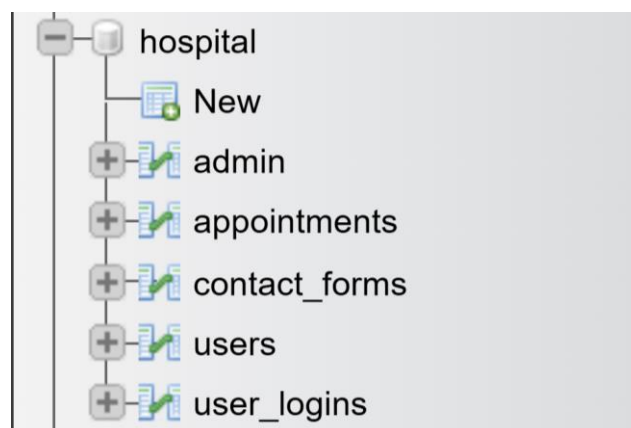 hospital
New
admin
appointments
contact_forms
users
user_logins